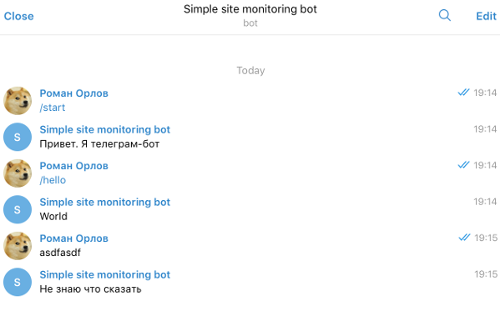 Close
Simple site monitoring bot
bot
Edit
Today
Роман Орлов
19:14
/start
S
Simple site monitoring bot
19:14
Привет. Я телеграм-бот
Роман Орлов
19:14
/hello
S
Simple site monitoring bot
19:14
World
Роман Орлов
19:15
asdfasdf
S
Simple site monitoring bot
19:15
Не знаю что сказать